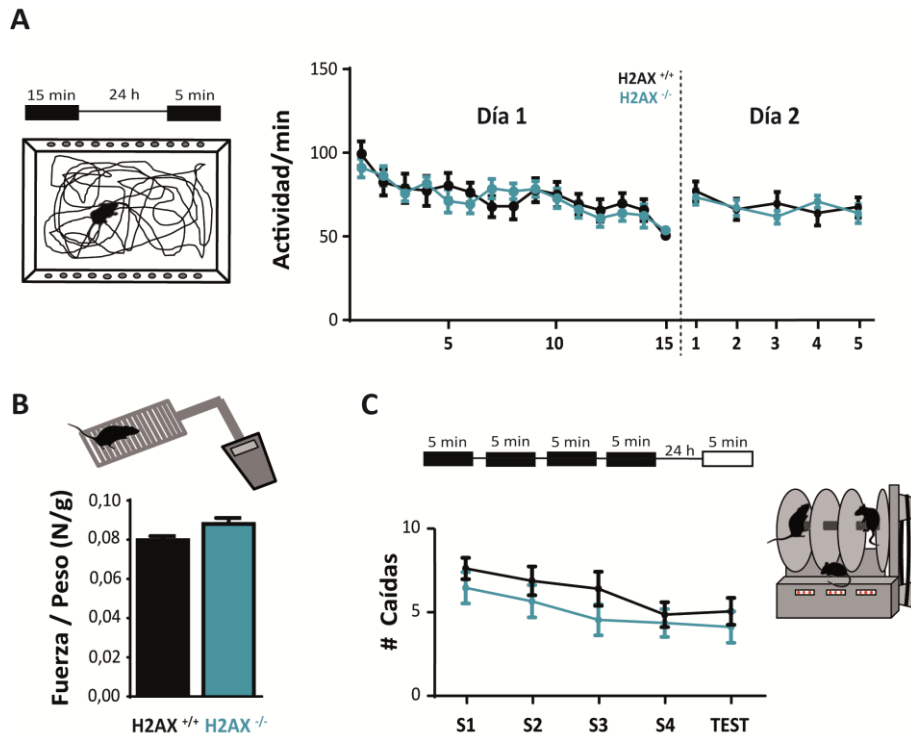 A
15 min 24 h 5 min
150
100
50
0
Actividad/min
H2AX +/+
H2AX -/-
Día 1
Día 2
5 10 15 1 2 3 4 5
B
0,10
0,08
0,06
0,04
0,02
0,00
Fuerza / Peso (N/g)
H2AX +/+ H2AX -/-
C
5 min 5 min 5 min 5 min 24 h 5 min
10
5
0
# Caídas
S1 S2 S3 S4 TEST